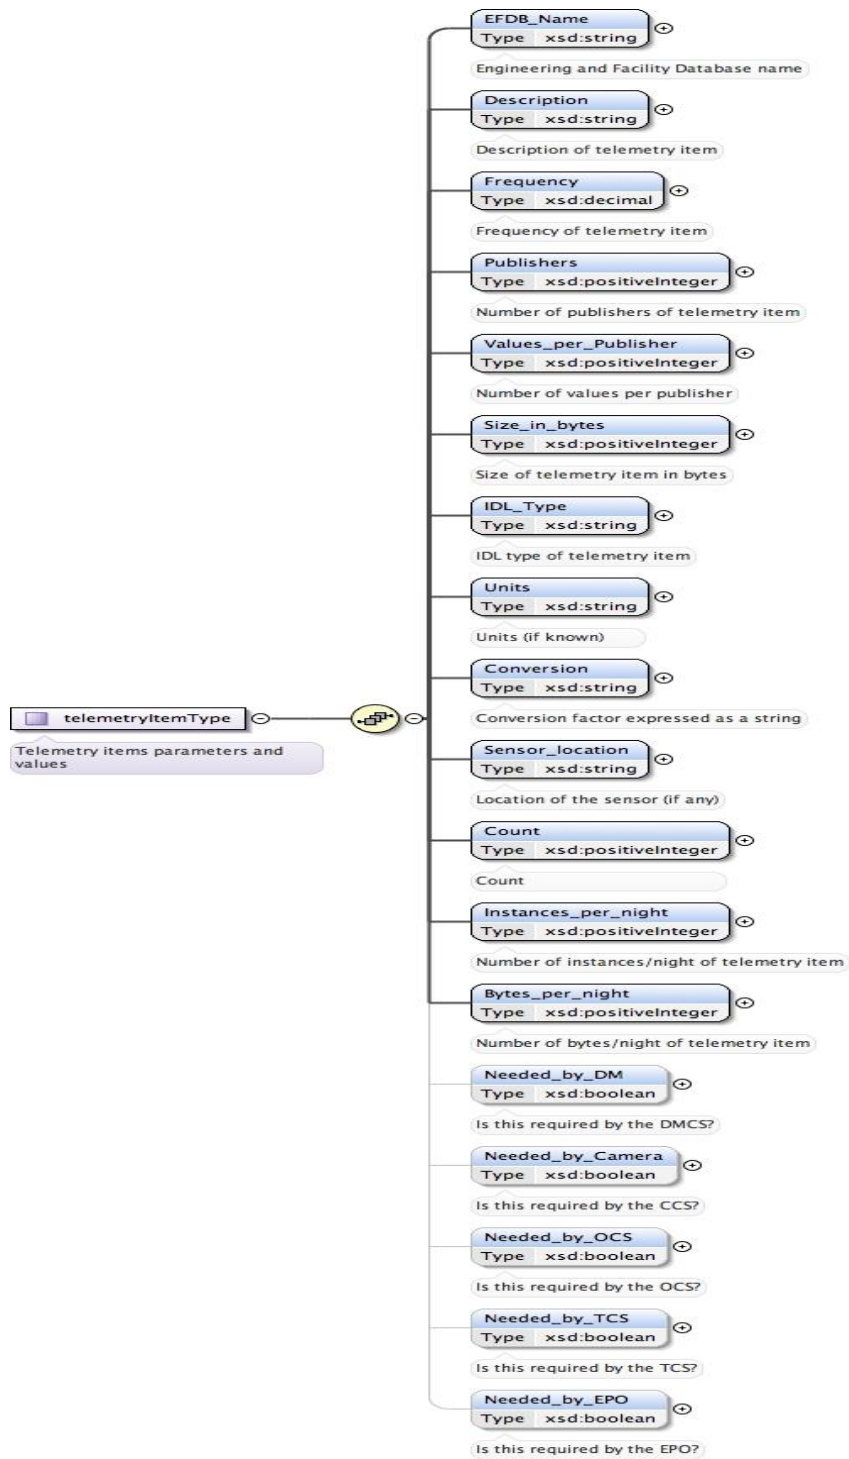 EFDB_Name
Type xsd:string
Engineering and Facility Database name
Description
Type xsd:string
Description of telemetry item
Frequency
Type xsd:decimal
Frequency of telemetry item
Publishers
Type xsd:positiveInteger
Number of publishers of telemetry item
Values_per_Publisher
Type xsd:positiveInteger
Number of values per publisher
Size_in_bytes
Type xsd:positiveInteger
Size of telemetry item in bytes
IDL_Type
Type xsd:string
IDL type of telemetry item
Units
Type xsd:string
Units (if known)
Conversion
Type xsd:string
Conversion factor expressed as a string
telemetryItemType
Telemetry items parameters and
values
Sensor_location
Type xsd:string
Location of the sensor (if any)
Count
Type xsd:positiveInteger
Count
Instances_per_night
Type xsd:positiveInteger
Number of instances/night of telemetry item
Bytes_per_night
Type xsd:positiveInteger
Number of bytes/night of telemetry item
Needed_by_DM
Type xsd:boolean
Is this required by the DMCS?
Needed_by_Camera
Type xsd:boolean
Is this required by the CCS?
Needed_by_OCS
Type xsd:boolean
Is this required by the OCS?
Needed_by_TCS
Type xsd:boolean
Is this required by the TCS?
Needed_by_EPO
Type xsd:boolean
Is this required by the EPO?